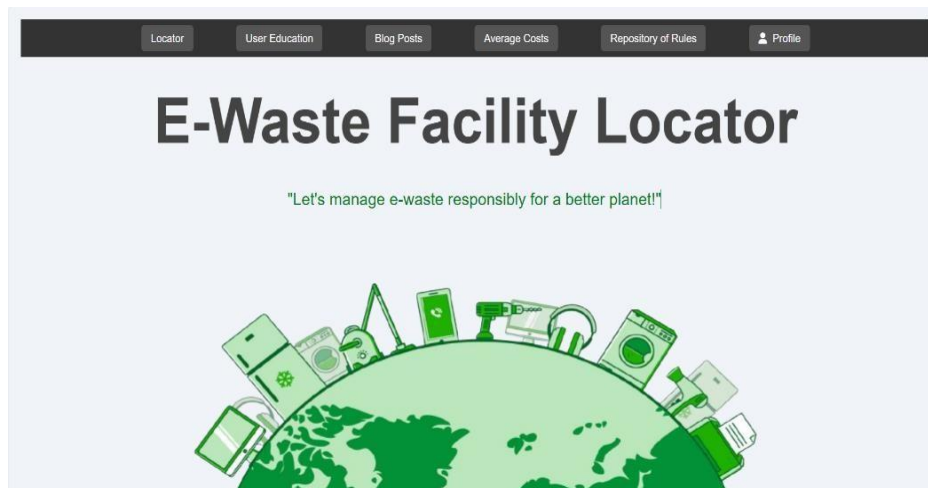 Locator User Education Blog Posts Average Costs Repository of Rules Profile
E-Waste Facility Locator
"Let's manage e-waste responsibly for a better planet!"